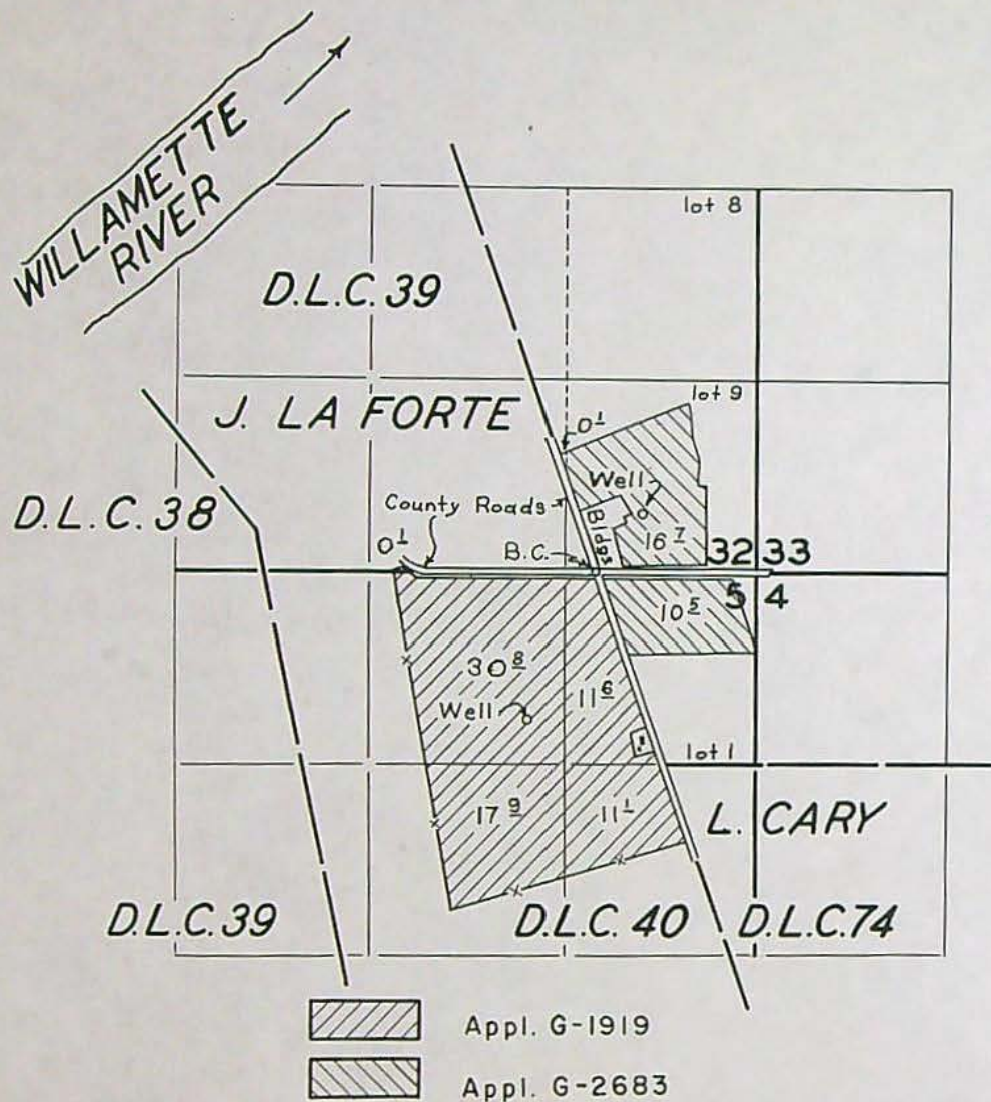 WILLAMETTE
RIVER
lot 8
D.L.C. 39
J. LA FORTE
lot 9
0 1
Well
D.L.C. 38
County Roads
Bldgs
16 7
0 1
B.C.
32 33
5 4
10 5
30 8
11 6
Well
lot 1
17 9
11 1
L. CARY
D.L.C. 39
D.L.C. 40
D.L.C. 74
Appl. G-1919
Appl. G-2683